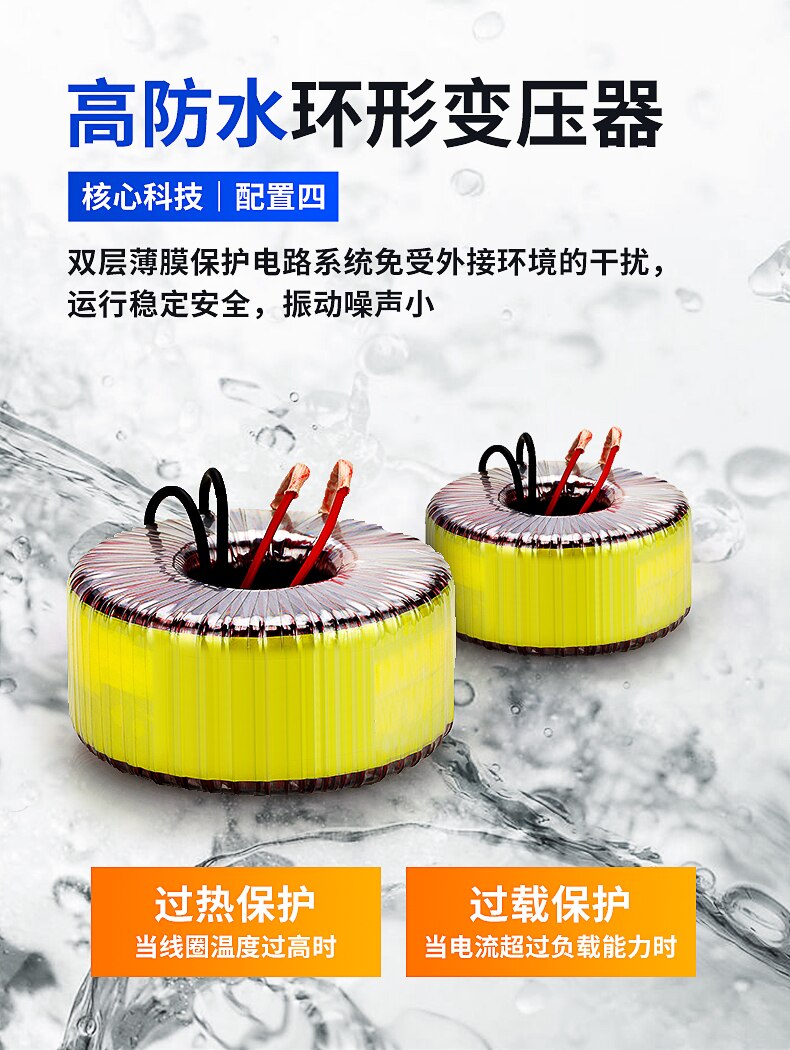 高防水环形变压器
核心科技｜配置四
双层薄膜保护电路系统免受外接环境的干扰，
运行稳定安全，振动噪声小
过热保护
当线圈温度过高时
过载保护
当电流超过负载能力时